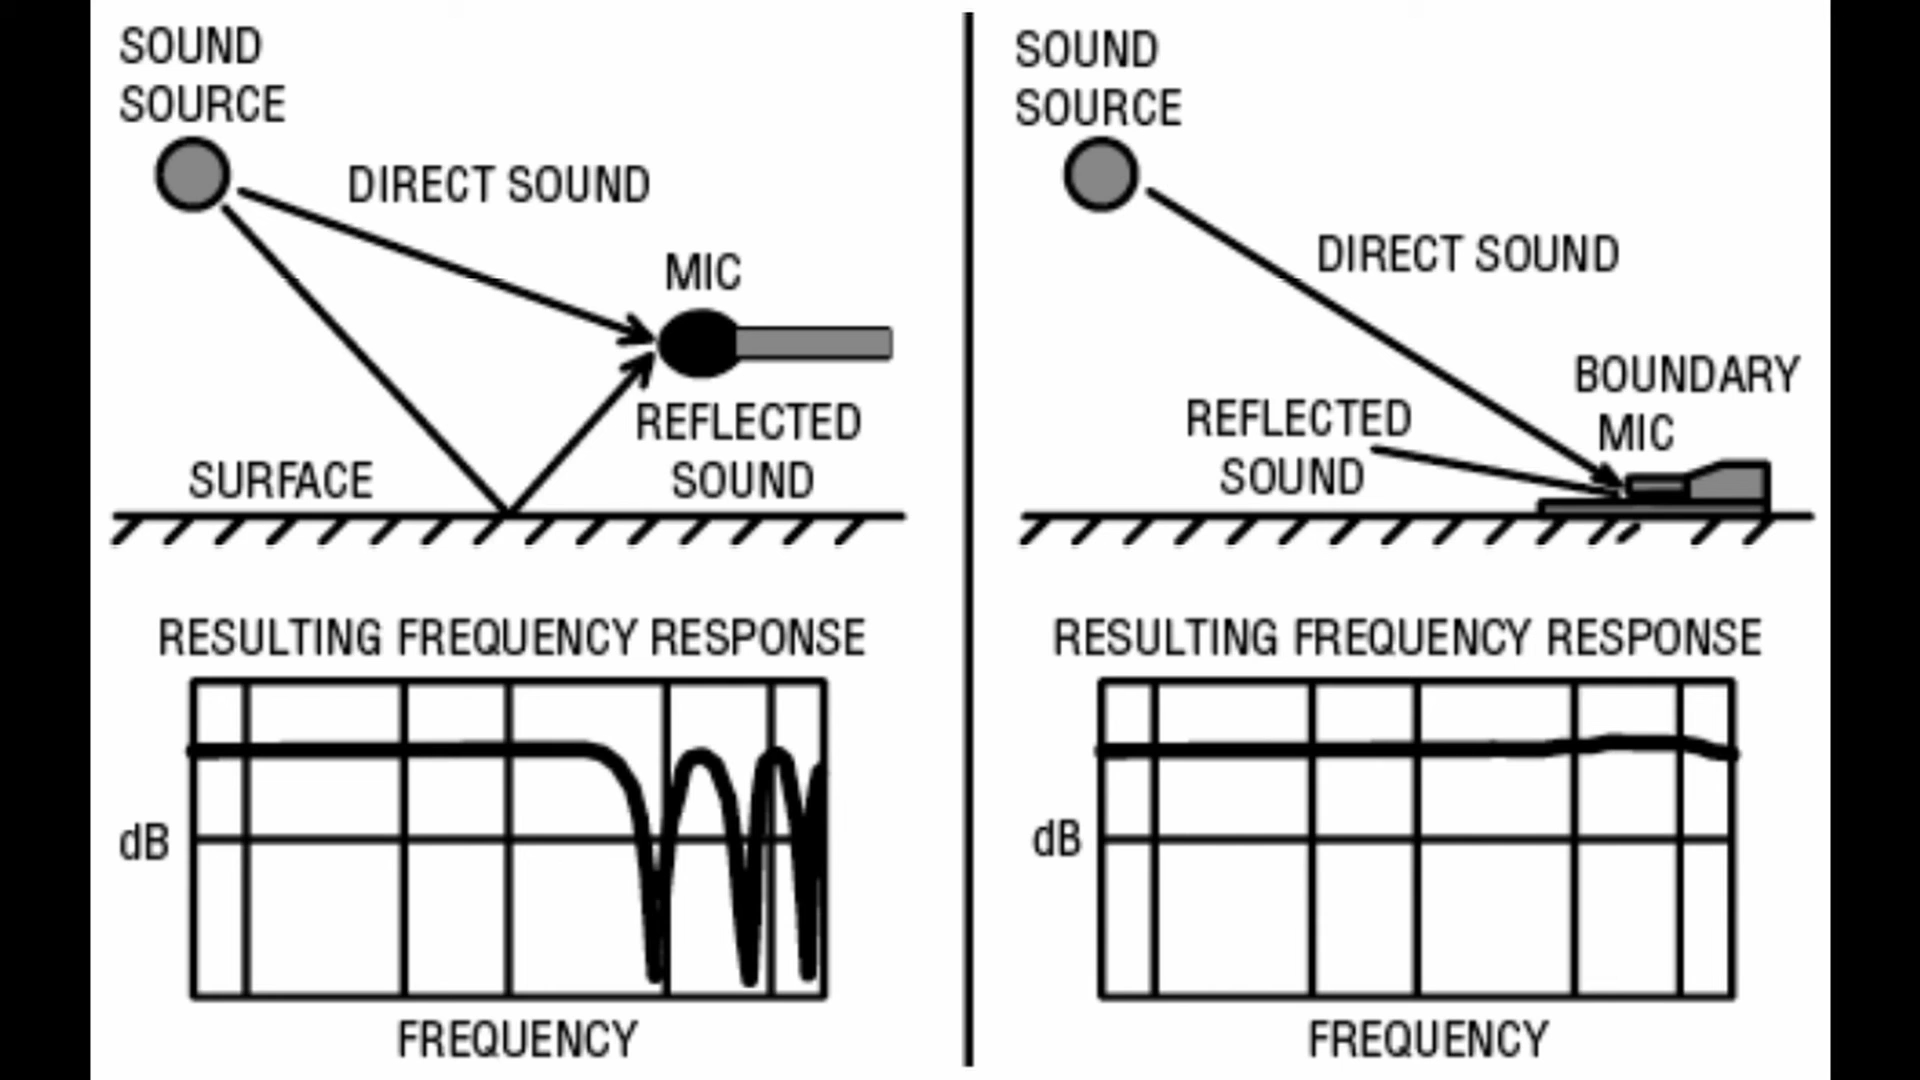 SOUND
SOURCE
DIRECT SOUND
MIC
REFLECTED
SOUND
SURFACE
RESULTING FREQUENCY RESPONSE
dB
FREQUENCY
SOUND
SOURCE
DIRECT SOUND
BOUNDARY
MIC
REFLECTED
SOUND
RESULTING FREQUENCY RESPONSE
dB
FREQUENCY